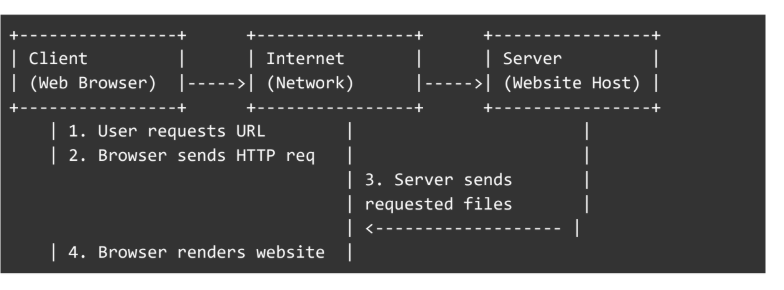 +----------------+      +----------------+      +----------------+
| Client         |      | Internet       |      | Server         |
| (Web Browser)  |----->| (Network)      |----->| (Website Host) |
+----------------+      +----------------+      +----------------+
    | 1. User requests URL        |                       |
    | 2. Browser sends HTTP req   |                       |
                                  | 3. Server sends       |
                                  | requested files       |
                                  | <------------------- |
    | 4. Browser renders website  |